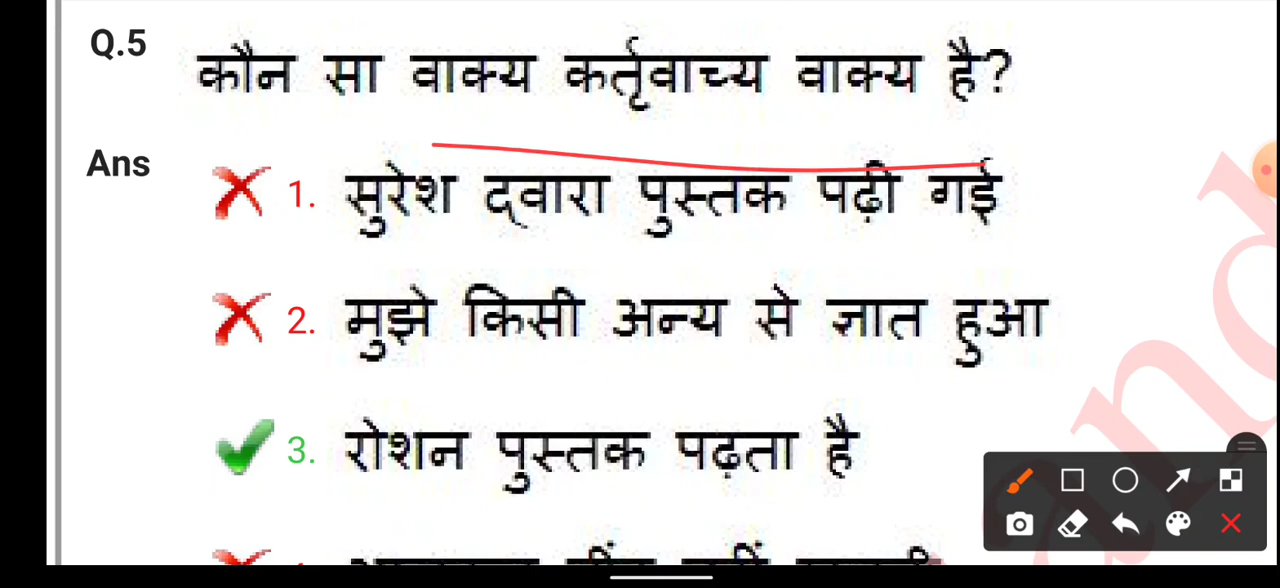 Q.5 कौन सा वाक्य कर्तृवाच्य वाक्य है?
Ans
1. सुरेश द्वारा पुस्तक पढ़ी गई
2. मुझे किसी अन्य से ज्ञात हुआ
3. रोशन पुस्तक पढ़ता है